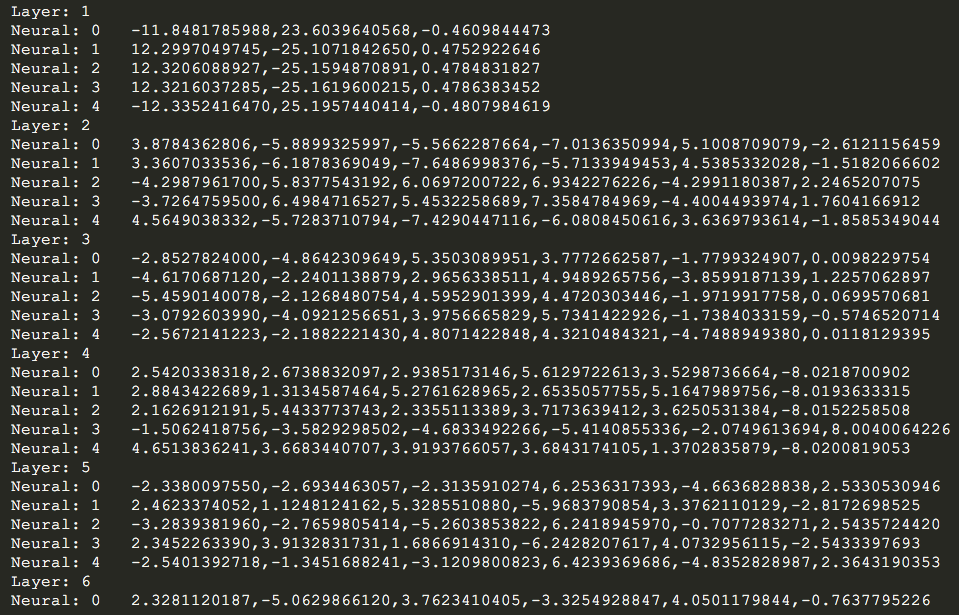 Layer: 1
Neural: 0   -11.8481785988,23.6039640568,-0.4609844473
Neural: 1   12.2997049745,-25.1071842650,0.4752922646
Neural: 2   12.3206088927,-25.1594870891,0.4784831827
Neural: 3   12.3216037285,-25.1619600215,0.4786383452
Neural: 4   -12.3352416470,25.1957440414,-0.4807984619
Layer: 2
Neural: 0   3.8784362806,-5.8899325997,-5.5662287664,-7.0136350994,5.1008709079,-2.6121156459
Neural: 1   3.3607033536,-6.1878369049,-7.6486998376,-5.7133949453,4.5385332028,-1.5182066602
Neural: 2   -4.2987961700,5.8377543192,6.0697200722,6.9342276226,-4.2991180387,2.2465207075
Neural: 3   -3.7264759500,6.4984716527,5.4532258689,7.3584784969,-4.4004493974,1.7604166912
Neural: 4   4.5649038332,-5.7283710794,-7.4290447116,-6.0808450616,3.6369793614,-1.8585349044
Layer: 3
Neural: 0   -2.8527824000,-4.8642309649,5.3503089951,3.7772662587,-1.7799324907,0.0098229754
Neural: 1   -4.6170687120,-2.2401138879,2.9656338511,4.9489265756,-3.8599187139,1.2257062897
Neural: 2   -5.4590140078,-2.1268480754,4.5952901399,4.4720303446,-1.9719917758,0.0699570681
Neural: 3   -3.0792603990,-4.0921256651,3.9756665829,5.7341422926,-1.7384033159,-0.5746520714
Neural: 4   -2.5672141223,-2.1882221430,4.8071422848,4.3210484321,-4.7488949380,0.0118129395
Layer: 4
Neural: 0   2.5420338318,2.6738832097,2.9385173146,5.6129722613,3.5298736664,-8.0218700902
Neural: 1   2.8843422689,1.3134587464,5.2761628965,2.6535057755,5.1647989756,-8.0193633315
Neural: 2   2.1626912191,5.4433773743,2.3355113389,3.7173639412,3.6250531384,-8.0152258508
Neural: 3   -1.5062418756,-3.5829298502,-4.6833492266,-5.4140855336,-2.0749613694,8.0040064226
Neural: 4   4.6513836241,3.6683440707,3.9193766057,3.6843174105,1.3702835879,-8.0200819053
Layer: 5
Neural: 0   -2.3380097550,-2.6934463057,-2.3135910274,6.2536317393,-4.6636828838,2.5330530946
Neural: 1   2.4623374052,1.1248124162,5.3285510880,-5.9683790854,3.3762110129,-2.8172698525
Neural: 2   -3.2839381960,-2.7659805414,-5.2603853822,6.2418945970,-0.7077283271,2.5435724420
Neural: 3   2.3452263390,3.9132831731,1.6866914310,-6.2428207617,4.0732956115,-2.5433397693
Neural: 4   -2.5401392718,-1.3451688241,-3.1209800823,6.4239369686,-4.8352828987,2.3643190353
Layer: 6
Neural: 0   2.3281120187,-5.0629866120,3.7623410405,-3.3254928847,4.0501179844,-0.7637795226